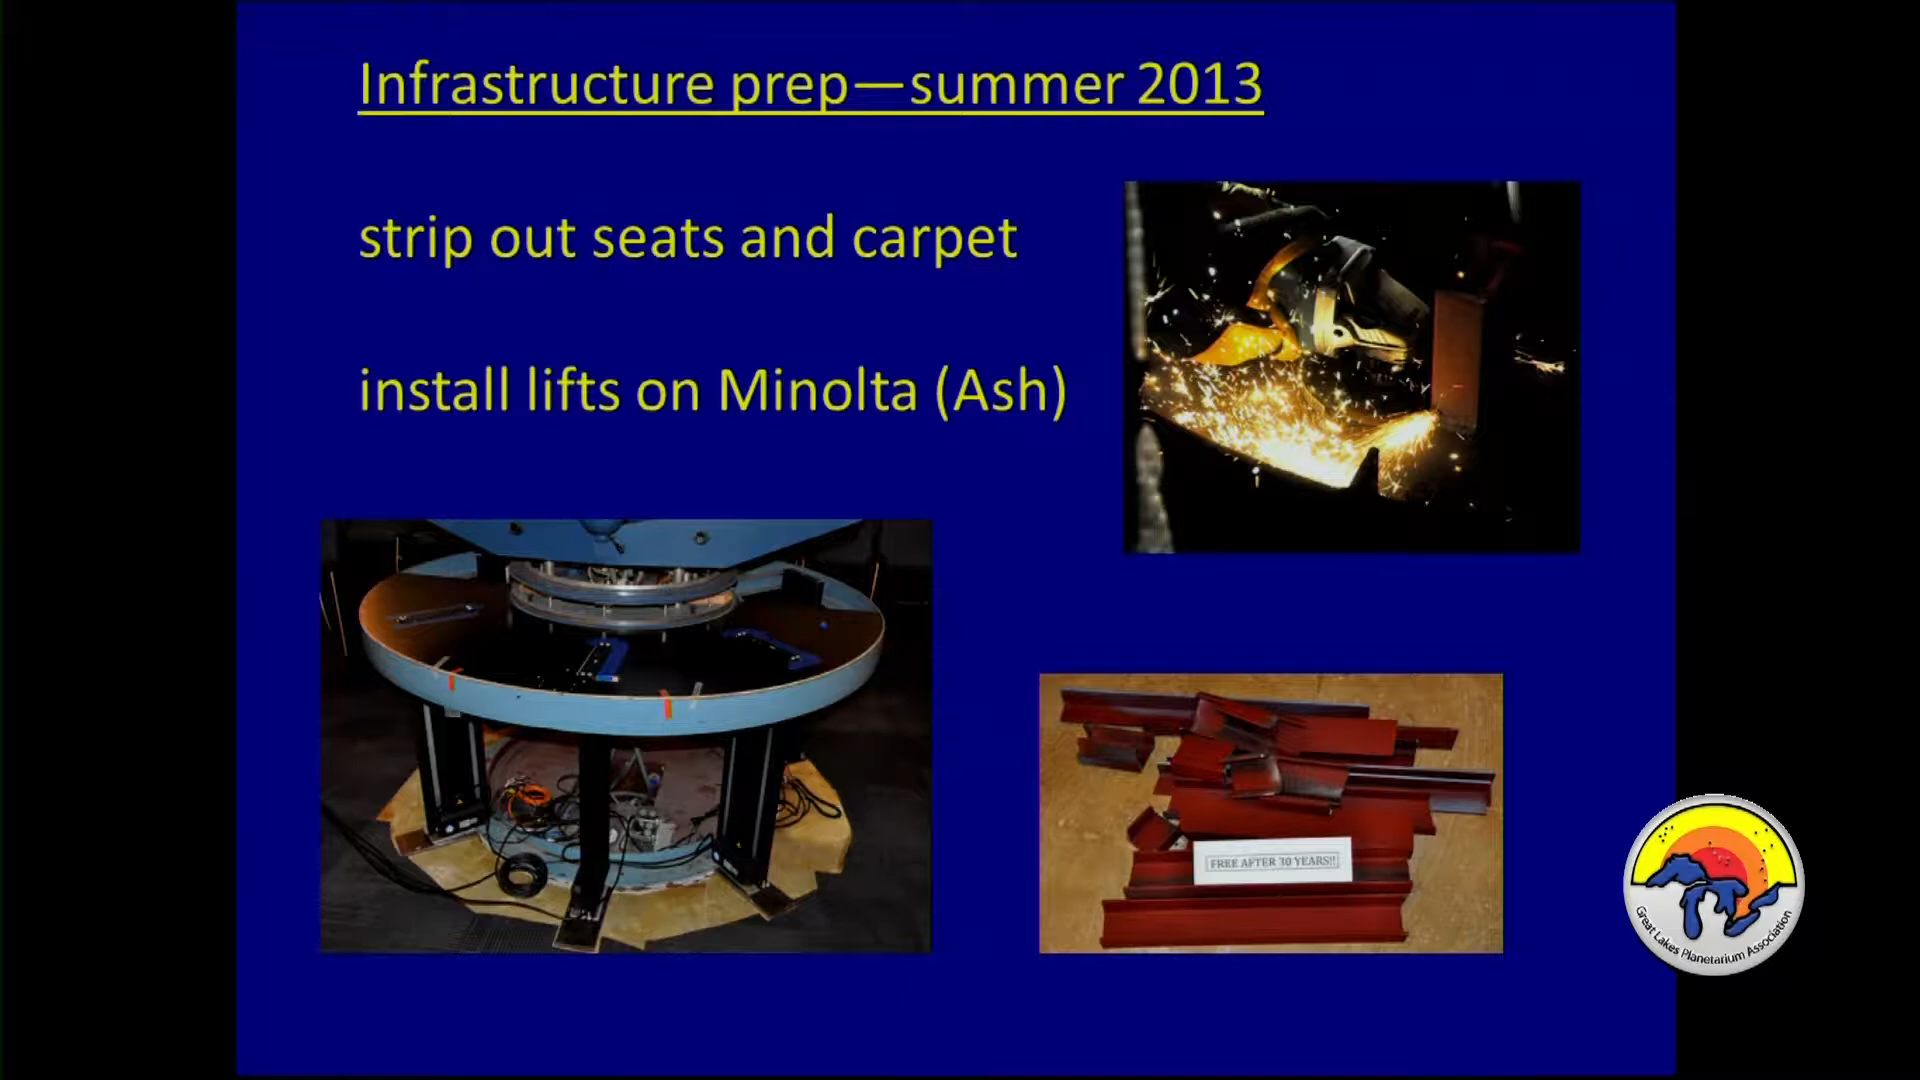 Infrastructure prep—summer 2013
strip out seats and carpet
install lifts on Minolta (Ash)
FREE AFTER 30 YEARS!!
Great Lakes Planetarium Association